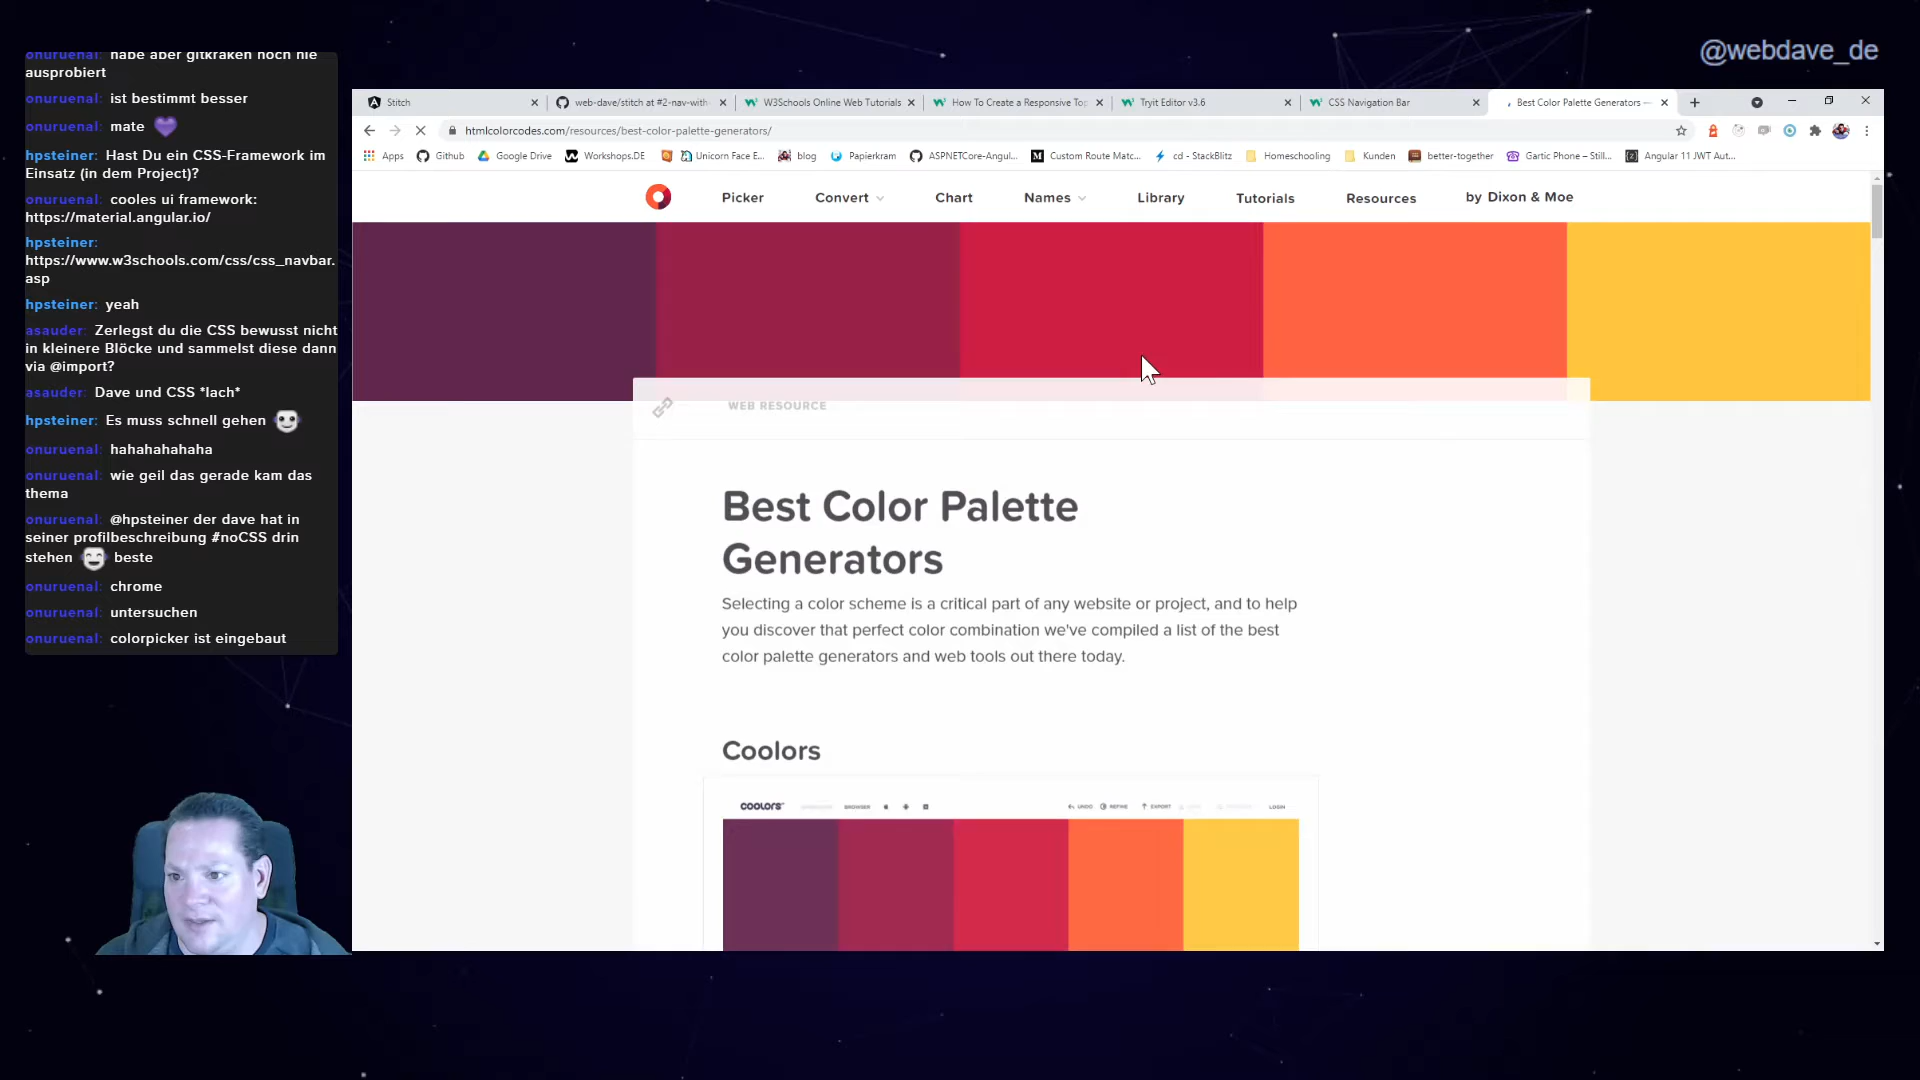 @webdave_de
onuruenal: habe aber gitkraken noch nie
ausprobiert
onuruenal: ist bestimmt besser
onuruenal: mate
hpsteiner: Hast Du ein CSS-Framework im
Einsatz (in dem Project)?
onuruenal: cooles ui framework:
https://material.angular.io/
hpsteiner:
https://www.w3schools.com/css/css_navbar.
asp
hpsteiner: yeah
asauder: Zerlegst du die CSS bewusst nicht
in kleinere Blöcke und sammelst diese dann
via @import?
asauder: Dave und CSS *lach*
hpsteiner: Es muss schnell gehen
onuruenal: hahahahahaha
onuruenal: wie geil das gerade kam das
thema
onuruenal: @hpsteiner der dave hat in
seiner profilbeschreibung #noCSS drin
stehen beste
onuruenal: chrome
onuruenal: untersuchen
onuruenal: colorpicker ist eingebaut
Stitch web-dave/stitch at #2-nav-with- W3Schools Online Web Tutorials How To Create a Responsive Top Tryit Editor v3.6 CSS Navigation Bar Best Color Palette Generators —
htmlcolorcodes.com/resources/best-color-palette-generators/
Apps Github Google Drive Workshops.DE Unicorn Face E... blog Papierkram ASPNETCore-Angul... Custom Route Matc... cd - StackBlitz Homeschooling Kunden better-together Gartic Phone – Still... Angular 11 JWT Aut...
Picker Convert Chart Names Library Tutorials Resources by Dixon & Moe
WEB RESOURCE
Best Color Palette
Generators
Selecting a color scheme is a critical part of any website or project, and to help
you discover that perfect color combination we've compiled a list of the best
color palette generators and web tools out there today.
Coolors
COOLORS BROWSER UNDO REFINE EXPORT LOGIN